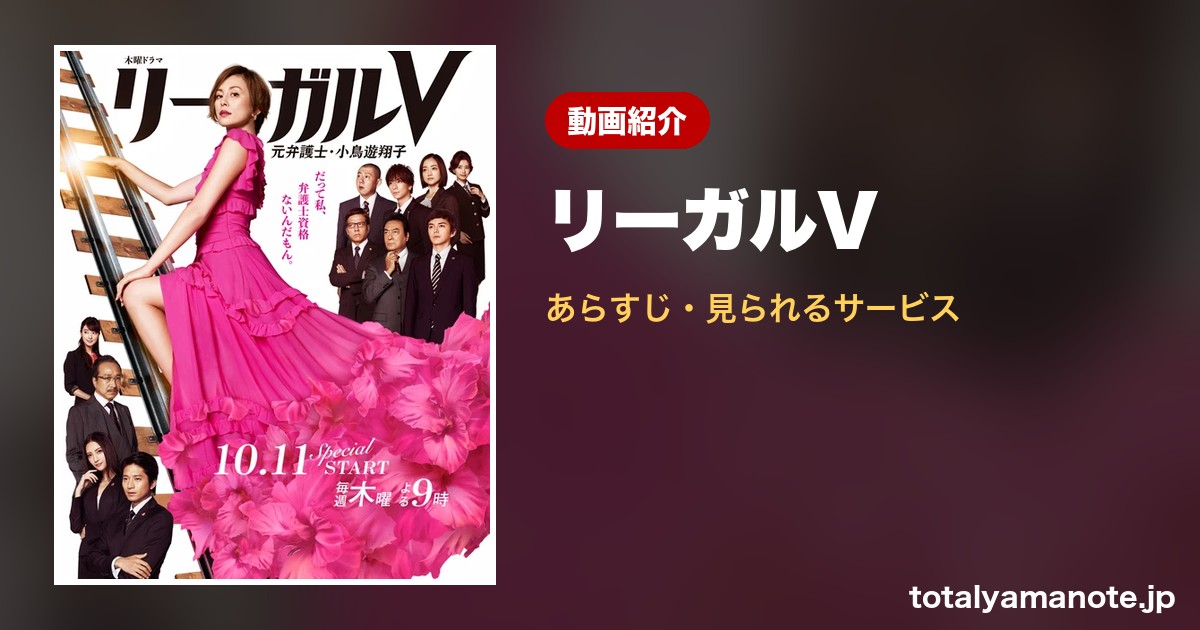 木曜ドラマ
リーガルV
元弁護士・小鳥遊翔子
だって私、
弁護士資格
ないんだもん。
10.11 Special START
毎週木曜 よる9時
動画紹介
リーガルV
あらすじ・見られるサービス
totalyamanote.jp